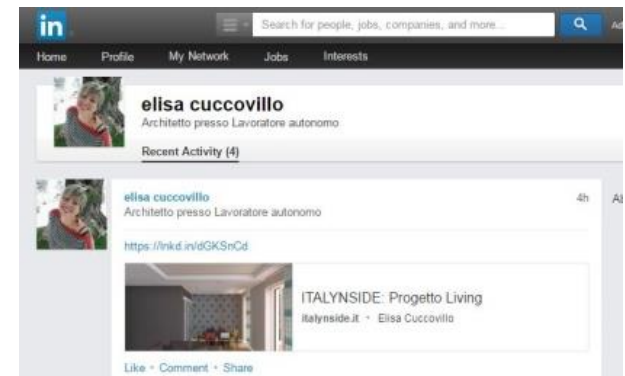 in
Search for people, jobs, companies, and more...
Ad
Home Profile My Network Jobs Interests
elisa cuccovillo
Architetto presso Lavoratore autonomo
Recent Activity (4)
elisa cuccovillo 4h
Architetto presso Lavoratore autonomo
https://lnkd.in/dGKSnCd
ITALYNSIDE: Progetto Living
italynside.it • Elisa Cuccovillo
Like • Comment • Share